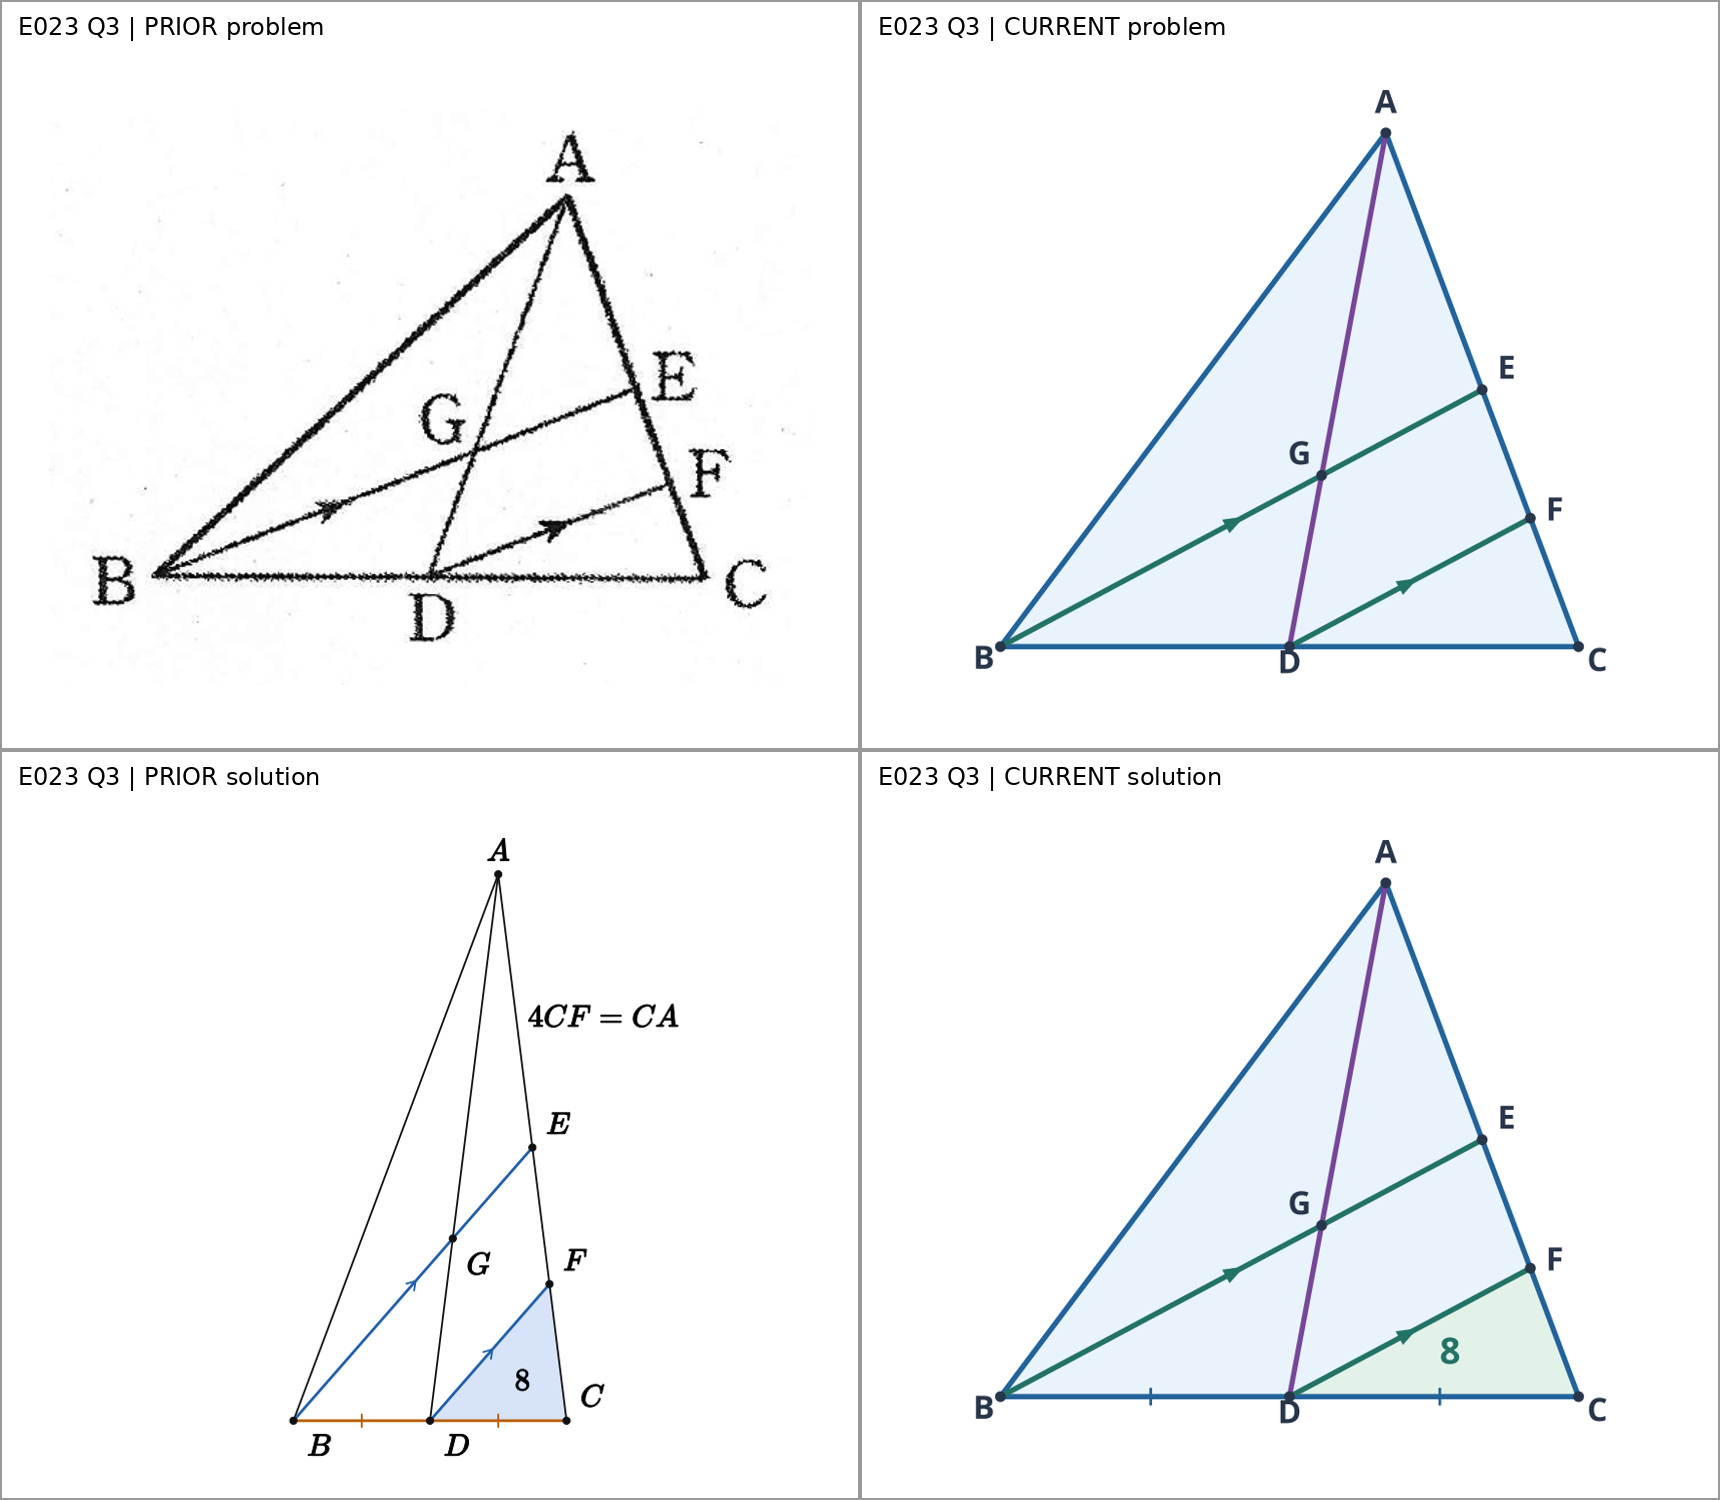 E023 Q3 | PRIOR problem
A
E
G
F
B
C
D
E023 Q3 | CURRENT problem
A
E
G
F
B
D
C
E023 Q3 | PRIOR solution
A
4CF = CA
E
G
F
8
C
B
D
E023 Q3 | CURRENT solution
A
E
G
F
8
B
D
C